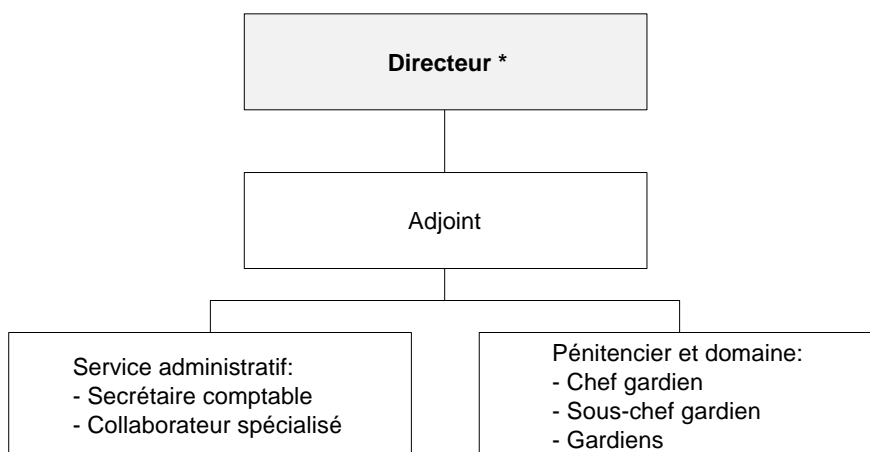 Directeur *
Adjoint
Service administratif:
- Secrétaire comptable
- Collaborateur spécialisé
Pénitencier et domaine:
- Chef gardien
- Sous-chef gardien
- Gardiens